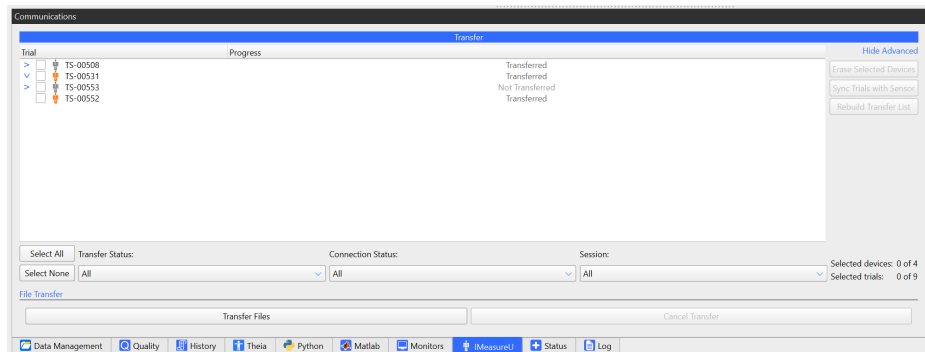 Communications
Transfer
Trial Progress Hide Advanced
> TS-00508 Transferred
TS-00531 Transferred Erase Selected Devices
> TS-00553 Not Transferred Sync Trials with Sensor
TS-00552 Transferred Rebuild Transfer List
Select All Transfer Status: Connection Status: Session:
Selected devices: 0 of 4
Select None All All All Selected trials: 0 of 9
File Transfer
Transfer Files Cancel Transfer
Data Management Quality History Theia Python Matlab Monitors IMeasureU Status Log